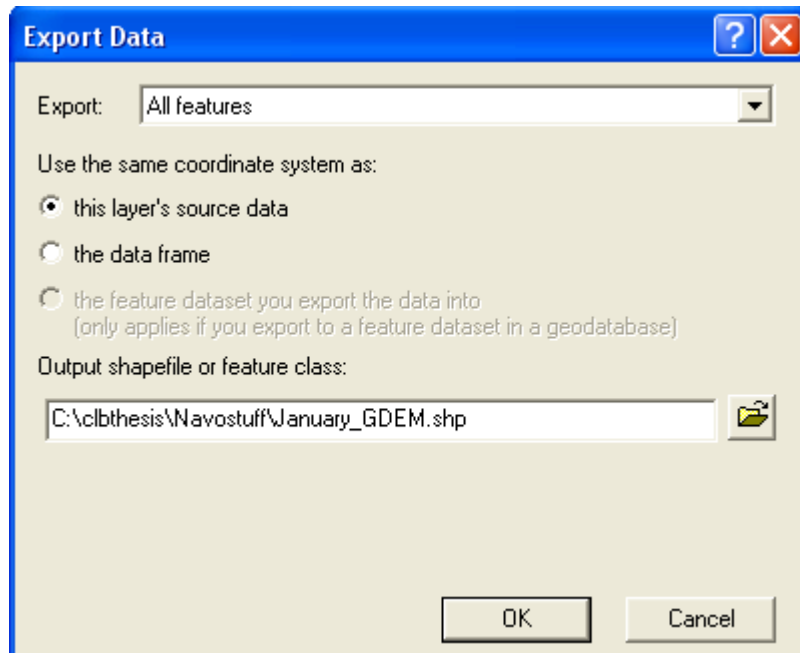 Export Data
Export: All features
Use the same coordinate system as:
this layer's source data
the data frame
the feature dataset you export the data into
(only applies if you export to a feature dataset in a geodatabase)
Output shapefile or feature class:
C:\clbthesis\Navostuff\January_GDEM.shp
OK Cancel